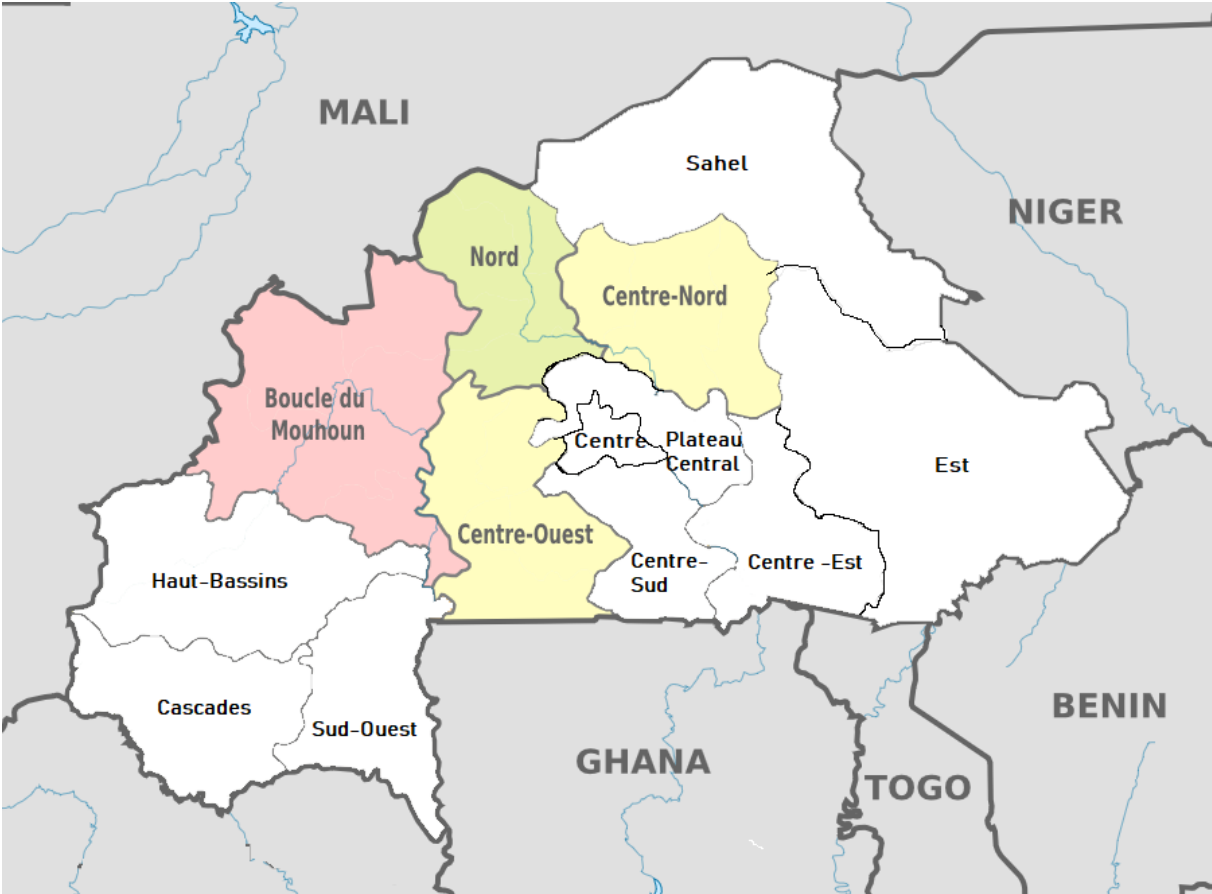 MALI
Sahel
NIGER
Nord
Centre-Nord
Boucle du
Mouhoun
Centre
Plateau
Central
Est
Centre-Ouest
Centre-
Sud
Centre -Est
Haut-Bassins
Cascades
Sud-Ouest
BENIN
GHANA
TOGO